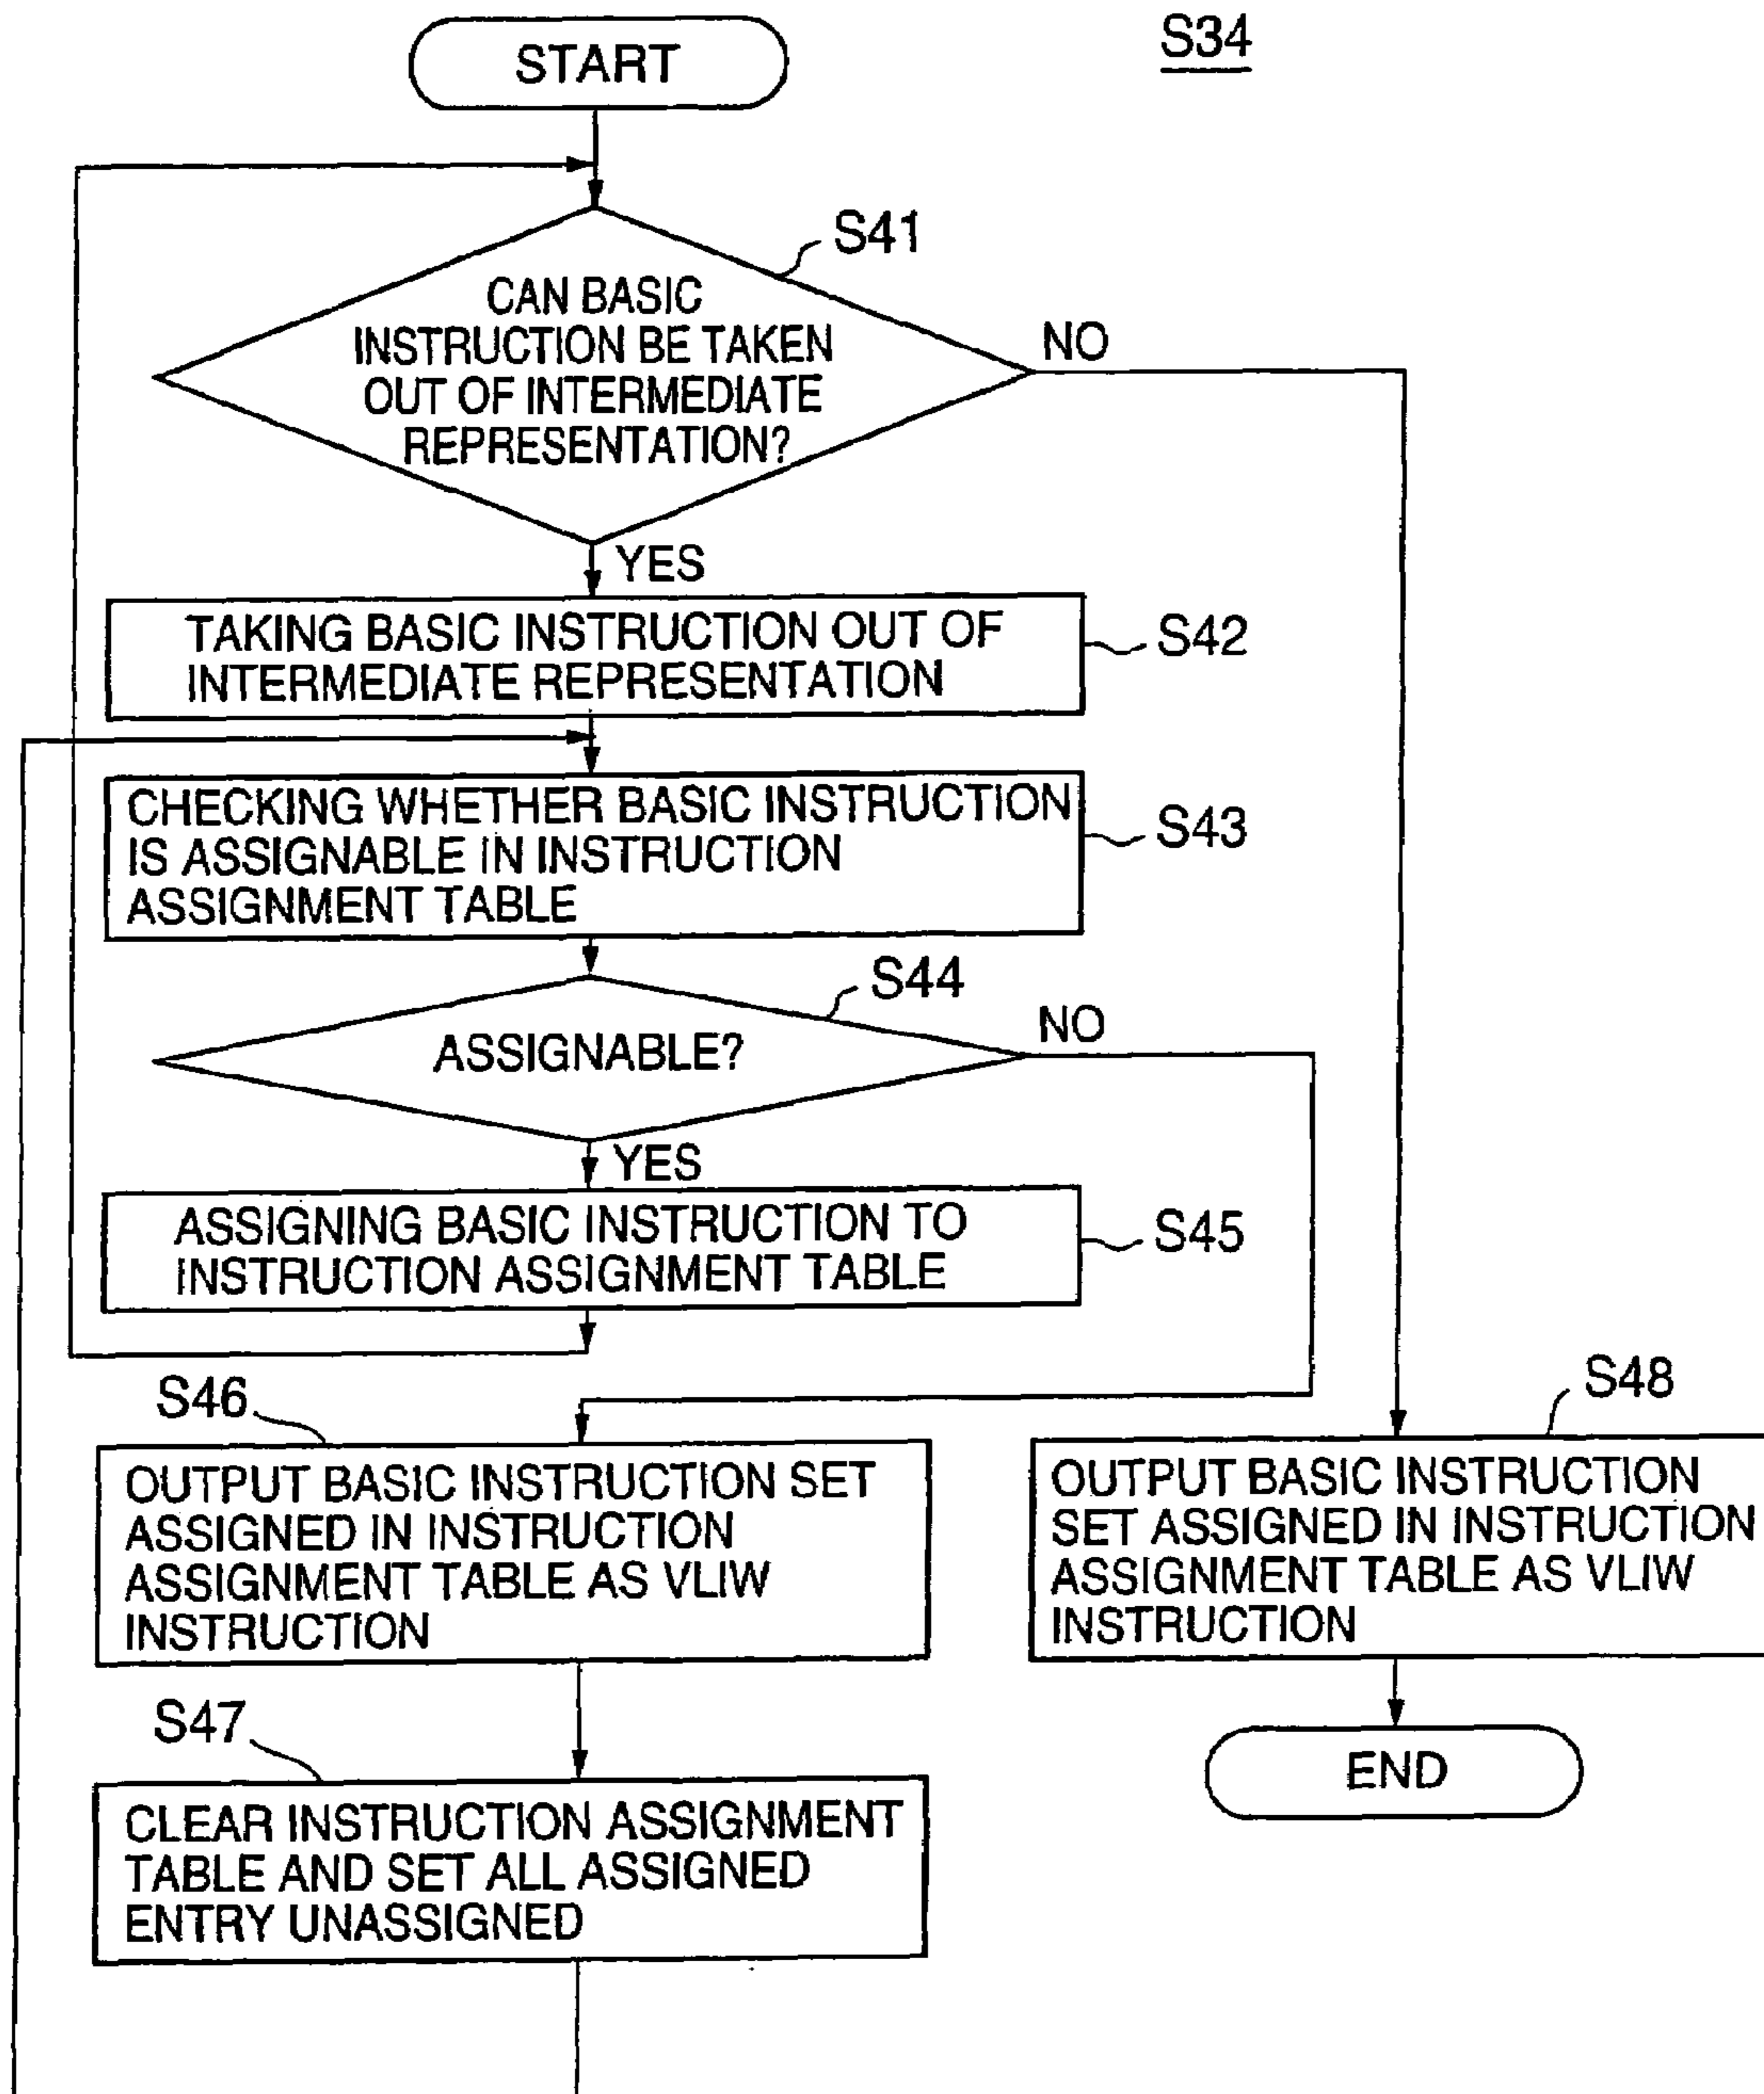 START
S34
S41
CAN BASIC
INSTRUCTION BE TAKEN
OUT OF INTERMEDIATE
REPRESENTATION?
NO
YES
TAKING BASIC INSTRUCTION OUT OF
INTERMEDIATE REPRESENTATION
S42
CHECKING WHETHER BASIC INSTRUCTION
IS ASSIGNABLE IN INSTRUCTION
ASSIGNMENT TABLE
S43
S44
ASSIGNABLE?
NO
YES
ASSIGNING BASIC INSTRUCTION TO
INSTRUCTION ASSIGNMENT TABLE
S45
S46
OUTPUT BASIC INSTRUCTION SET
ASSIGNED IN INSTRUCTION
ASSIGNMENT TABLE AS VLIW
INSTRUCTION
S48
OUTPUT BASIC INSTRUCTION
SET ASSIGNED IN INSTRUCTION
ASSIGNMENT TABLE AS VLIW
INSTRUCTION
S47
CLEAR INSTRUCTION ASSIGNMENT
TABLE AND SET ALL ASSIGNED
ENTRY UNASSIGNED
END